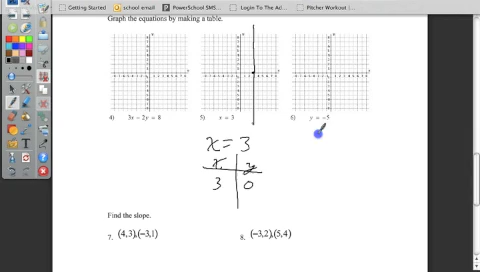 Getting Started
school email
PowerSchool SMS...
Login To The Ad...
Pitcher Workout
Graph the equations by making a table.
4) 3x − 2y = 8
5) x = 3
6) y = −5
x = 3
x y
3 0
Find the slope.
7. (4,3),(−3,1)
8. (−3,2),(5,4)